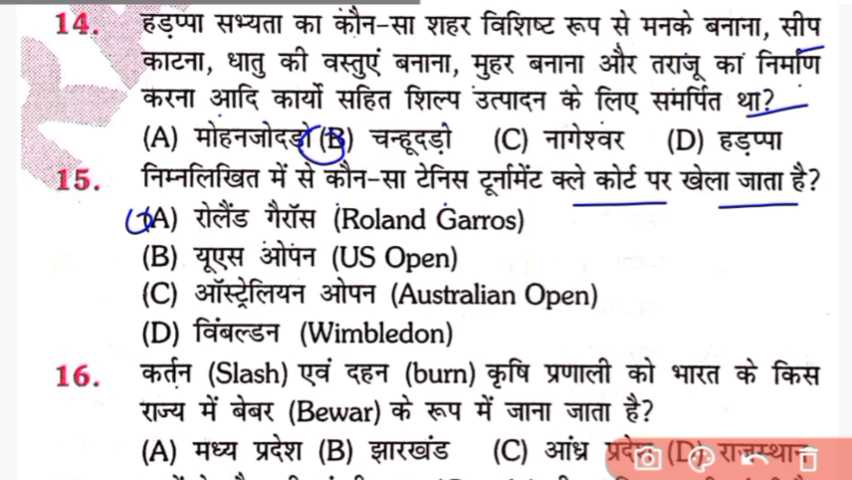 14. हड़प्पा सभ्यता का कौन-सा शहर विशिष्ट रूप से मनके बनाना, सीप
काटना, धातु की वस्तुएं बनाना, मुहर बनाना और तराजू का निर्माण
करना आदि कार्यो सहित शिल्प उत्पादन के लिए समर्पित था?
(A) मोहनजोदड़ो (B) चन्हूदड़ो (C) नागेश्वर (D) हड़प्पा
15. निम्नलिखित में से कौन-सा टेनिस टूर्नामेंट क्ले कोर्ट पर खेला जाता है?
(A) रोलैंड गैरॉस (Roland Garros)
(B) यूएस ओपन (US Open)
(C) ऑस्ट्रेलियन ओपन (Australian Open)
(D) विंबल्डन (Wimbledon)
16. कर्तन (Slash) एवं दहन (burn) कृषि प्रणाली को भारत के किस
राज्य में बेबर (Bewar) के रूप में जाना जाता है?
(A) मध्य प्रदेश (B) झारखंड (C) आंध्र प्रदेश (D) राजस्थान